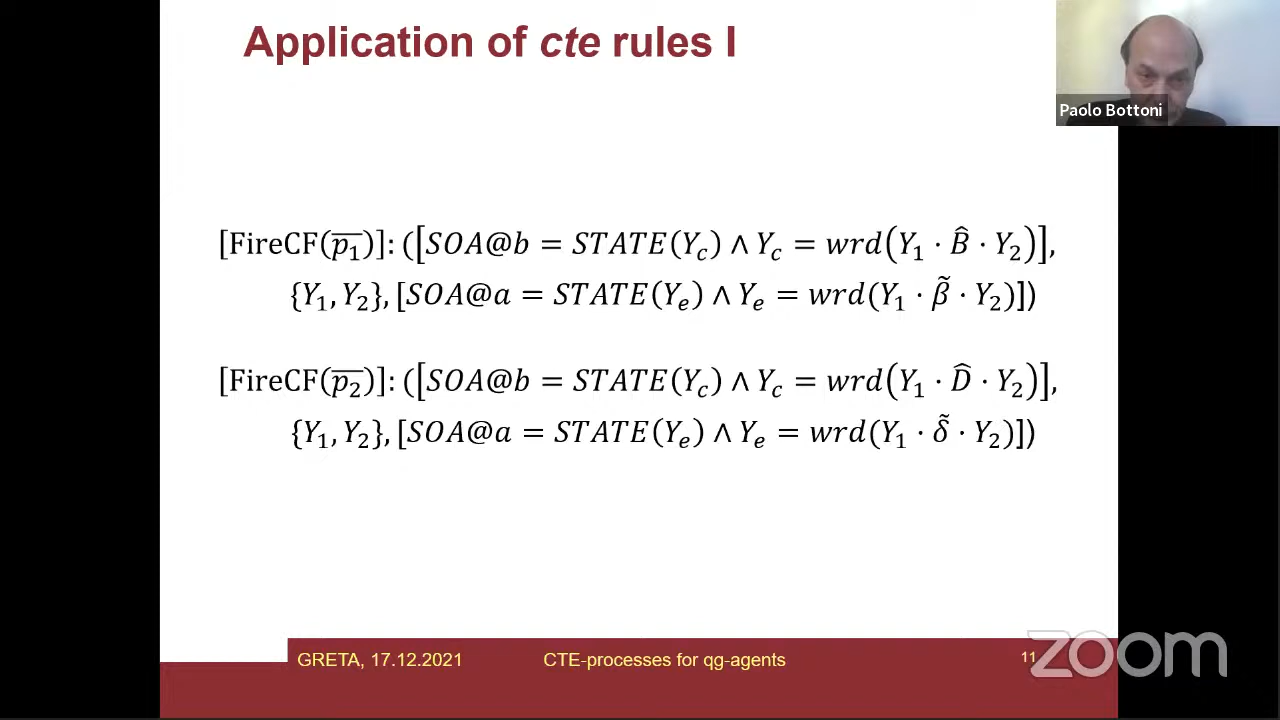 Application of cte rules I
Paolo Bottoni
[FireCF(p̅₁)]: ([SOA@b = STATE(Y_c) ∧ Y_c = wrd(Y₁ · B̂ · Y₂)],
{Y₁, Y₂}, [SOA@a = STATE(Y_e) ∧ Y_e = wrd(Y₁ · β̃ · Y₂)])
[FireCF(p̅₂)]: ([SOA@b = STATE(Y_c) ∧ Y_c = wrd(Y₁ · D̂ · Y₂)],
{Y₁, Y₂}, [SOA@a = STATE(Y_e) ∧ Y_e = wrd(Y₁ · δ̃ · Y₂)])
GRETA, 17.12.2021 CTE-processes for qg-agents 11
zoom